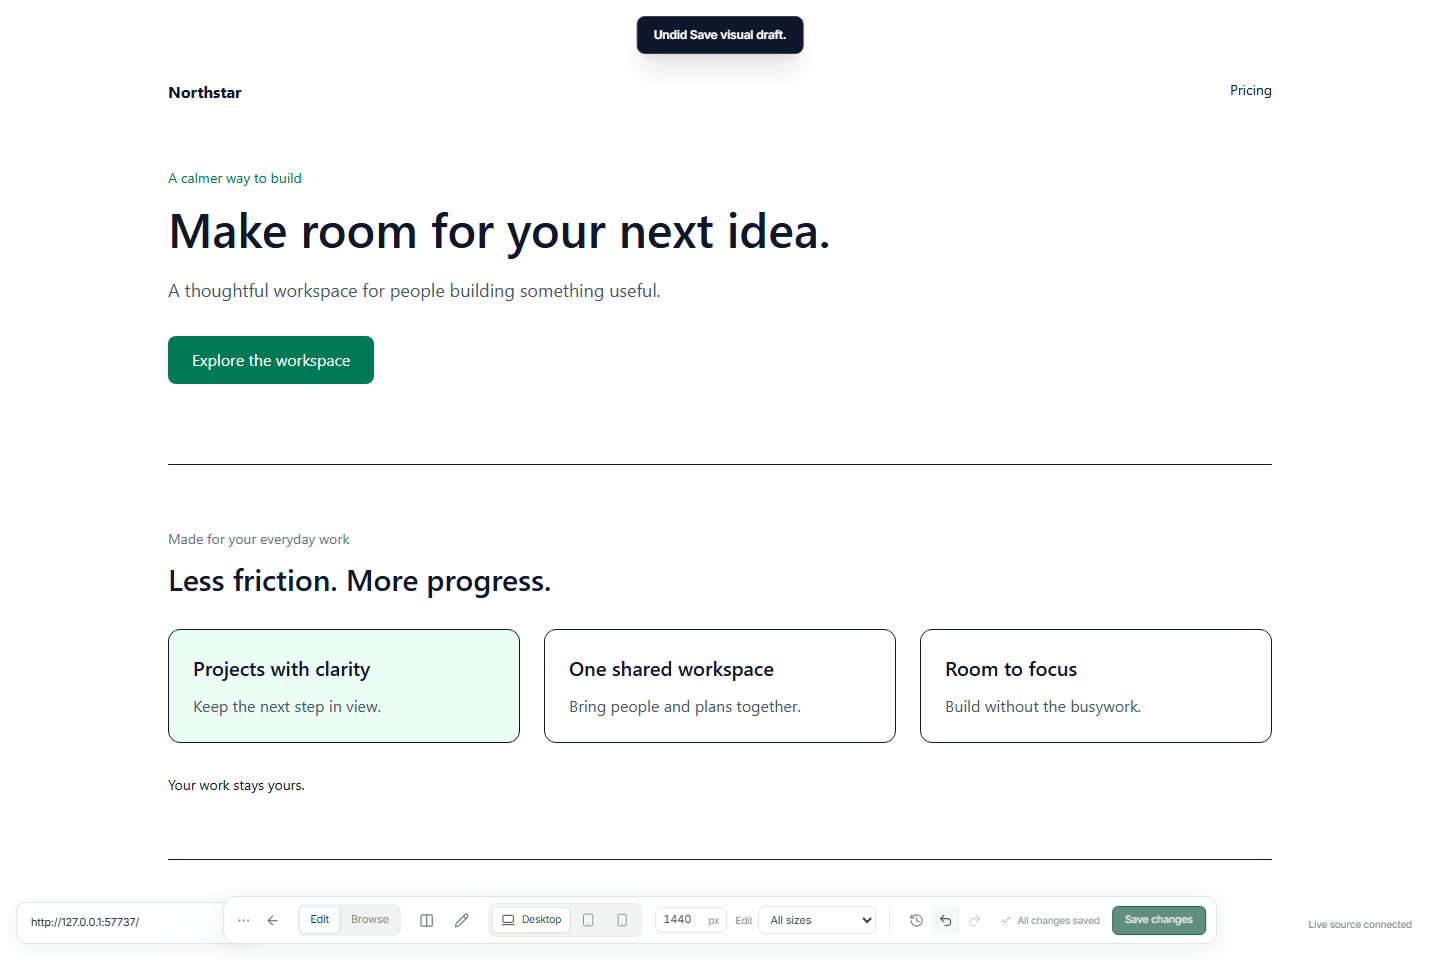 Undid Save visual draft.
Northstar
Pricing
A calmer way to build
Make room for your next idea.
A thoughtful workspace for people building something useful.
Explore the workspace
Made for your everyday work
Less friction. More progress.
Projects with clarity
Keep the next step in view.
One shared workspace
Bring people and plans together.
Room to focus
Build without the busywork.
Your work stays yours.
http://127.0.0.1:57737/
Edit
Browse
Desktop
1440 px
Edit
All sizes
All changes saved
Save changes
Live source connected